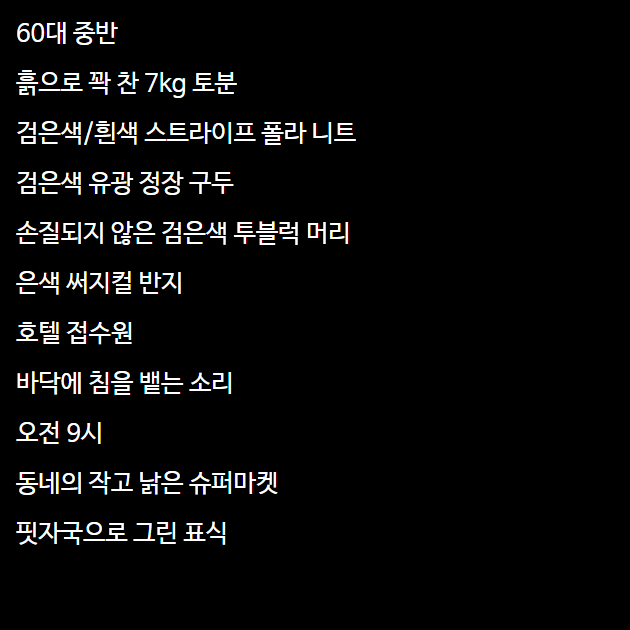 60대 중반
흙으로 꽉 찬 7kg 토분
검은색/흰색 스트라이프 폴라 니트
검은색 유광 정장 구두
손질되지 않은 검은색 투블럭 머리
은색 써지컬 반지
호텔 접수원
바닥에 침을 뱉는 소리
오전 9시
동네의 작고 낡은 슈퍼마켓
핏자국으로 그린 표식